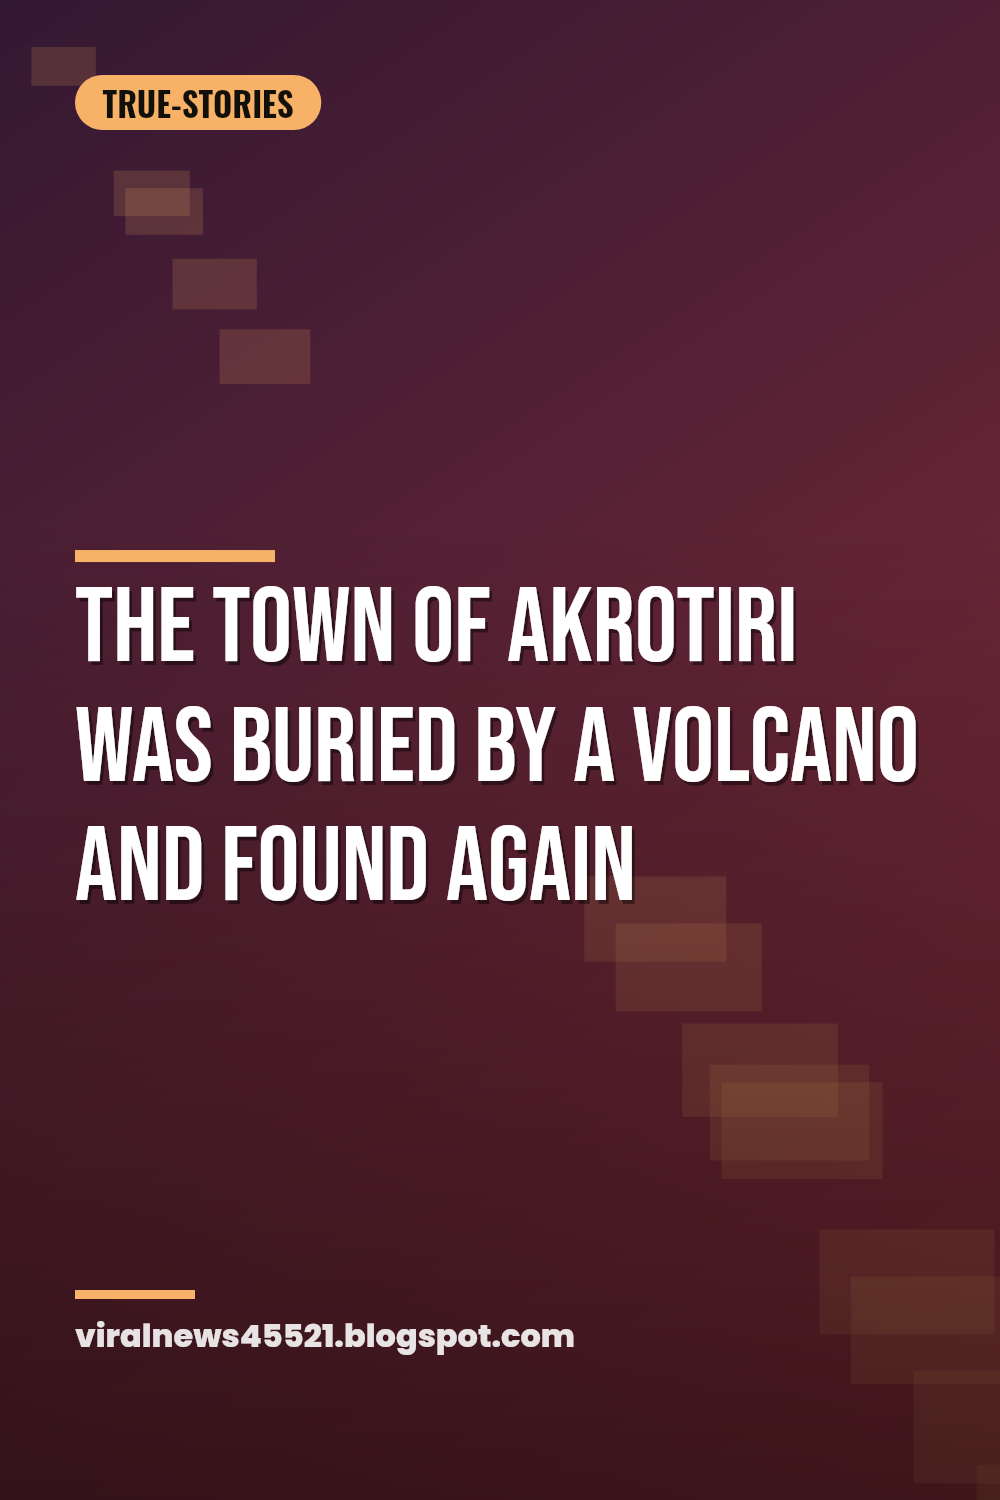 TRUE-STORIES
THE TOWN OF AKROTIRI
WAS BURIED BY A VOLCANO
AND FOUND AGAIN
viralnews45521.blogspot.com